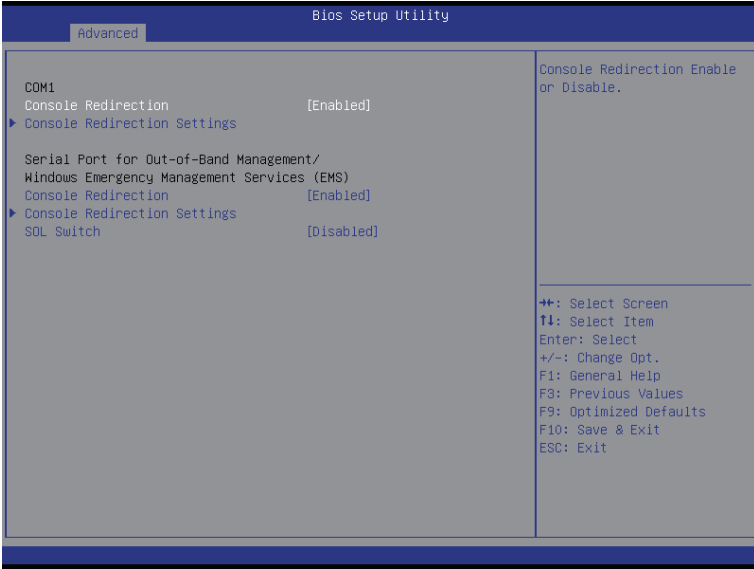 Bios Setup Utility
Advanced
COM1
Console Redirection [Enabled]
Console Redirection Settings
Serial Port for Out-of-Band Management/
Windows Emergency Management Services (EMS)
Console Redirection [Enabled]
Console Redirection Settings
SOL Switch [Disabled]
Console Redirection Enable
or Disable.
→←: Select Screen
↑↓: Select Item
Enter: Select
+/-: Change Opt.
F1: General Help
F3: Previous Values
F9: Optimized Defaults
F10: Save & Exit
ESC: Exit